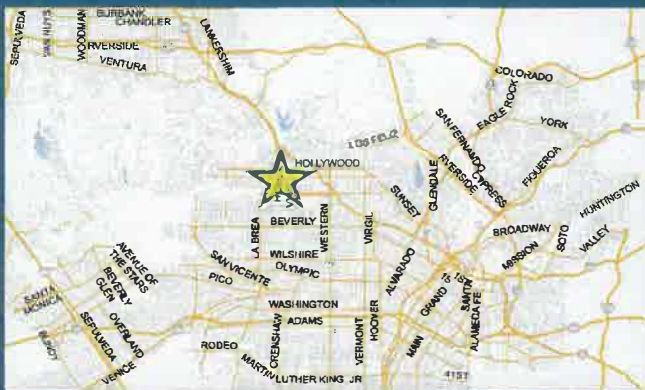 BURBANK
CHANDLER
SEPULVEDA
VAN NUYS
WOODMAN
RIVERSIDE
VENTURA
LANKERSHIM
COLORADO
EAGLE ROCK
YORK
LOS FELIZ
SAN FERNANDO
HOLLYWOOD
RIVERSIDE
CYPRESS
FIGUEROA
GLENDALE
SUNSET
HUNTINGTON
LA BREA
BEVERLY
WESTERN
VIRGIL
BROADWAY
SOTO
VALLEY
MISSION
AVENUE OF
THE STARS
BEVERLY
GLEN
SAN VICENTE
WILSHIRE
OLYMPIC
PICO
ALVARADO
1ST
GRAND
SANTA FE
ALAMEDA
SANTA
MONICA
WASHINGTON
ADAMS
HOOVER
VERMONT
MAIN
SEPULVEDA
OVERLAND
VENICE
RODEO
CRENSHAW
MARTIN LUTHER KING JR
41ST